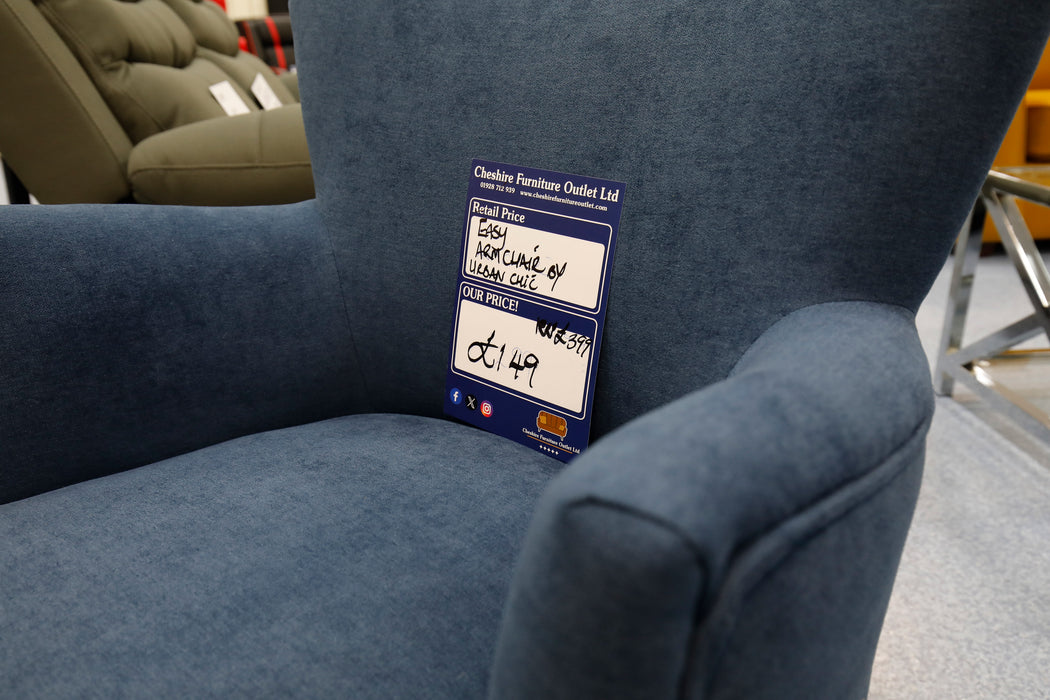 Cheshire Furniture Outlet Ltd
01928 712 939 www.cheshirefurnitureoutlet.com
Retail Price
EASY
ARMCHAIR BY
URBAN CHIC
OUR PRICE!
£399
£149
Cheshire Furniture Outlet Ltd